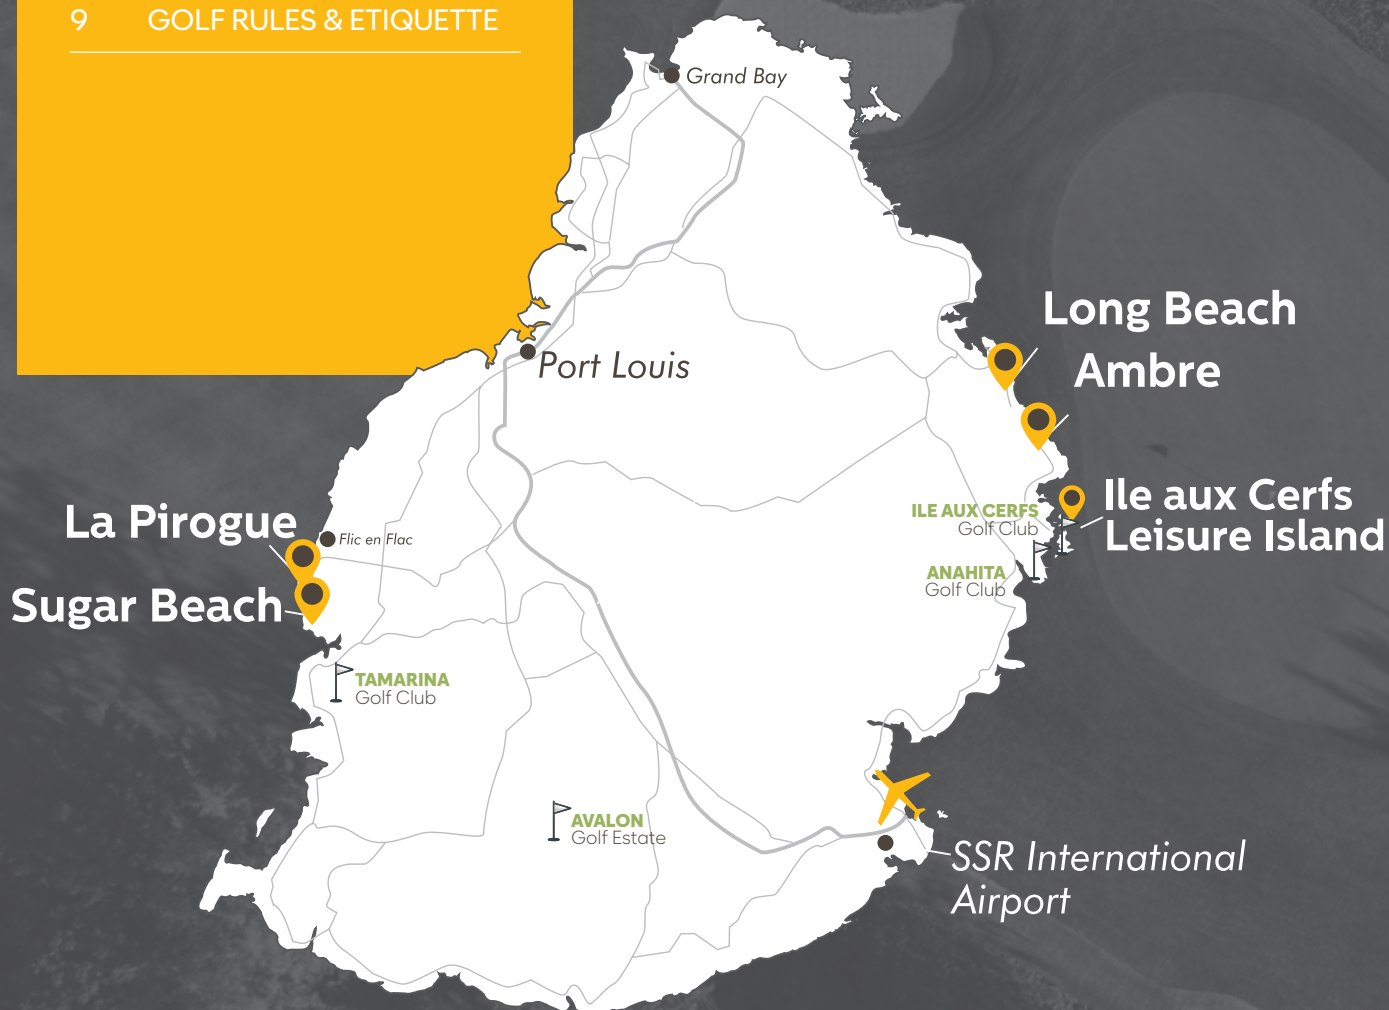 9 GOLF RULES & ETIQUETTE
Grand Bay
Long Beach
Ambre
Port Louis
Ile aux Cerfs
Leisure Island
ILE AUX CERFS
Golf Club
La Pirogue
Flic en Flac
ANAHITA
Golf Club
Sugar Beach
TAMARINA
Golf Club
AVALON
Golf Estate
SSR International
Airport